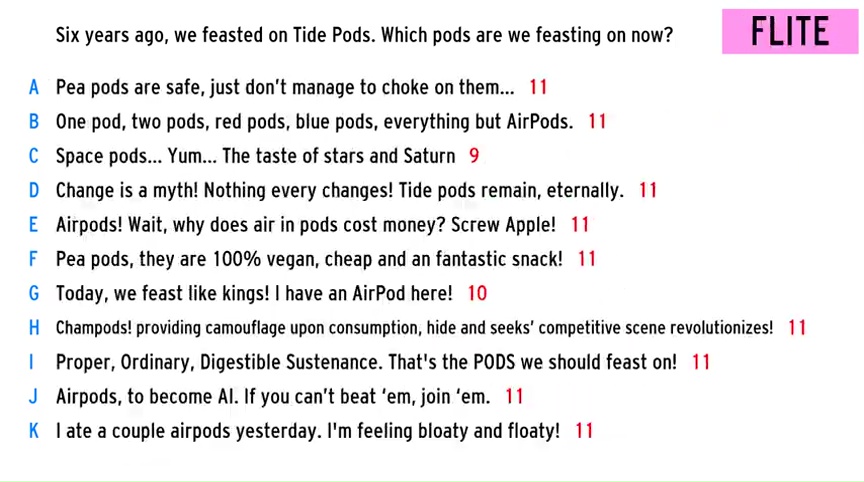 Six years ago, we feasted on Tide Pods. Which pods are we feasting on now?
FLITE
A Pea pods are safe, just don't manage to choke on them... 11
B One pod, two pods, red pods, blue pods, everything but AirPods. 11
C Space pods... Yum... The taste of stars and Saturn 9
D Change is a myth! Nothing every changes! Tide pods remain, eternally. 11
E Airpods! Wait, why does air in pods cost money? Screw Apple! 11
F Pea pods, they are 100% vegan, cheap and an fantastic snack! 11
G Today, we feast like kings! I have an AirPod here! 10
H Champods! providing camouflage upon consumption, hide and seeks' competitive scene revolutionizes! 11
I Proper, Ordinary, Digestible Sustenance. That's the PODS we should feast on! 11
J Airpods, to become AI. If you can't beat 'em, join 'em. 11
K I ate a couple airpods yesterday. I'm feeling bloaty and floaty! 11